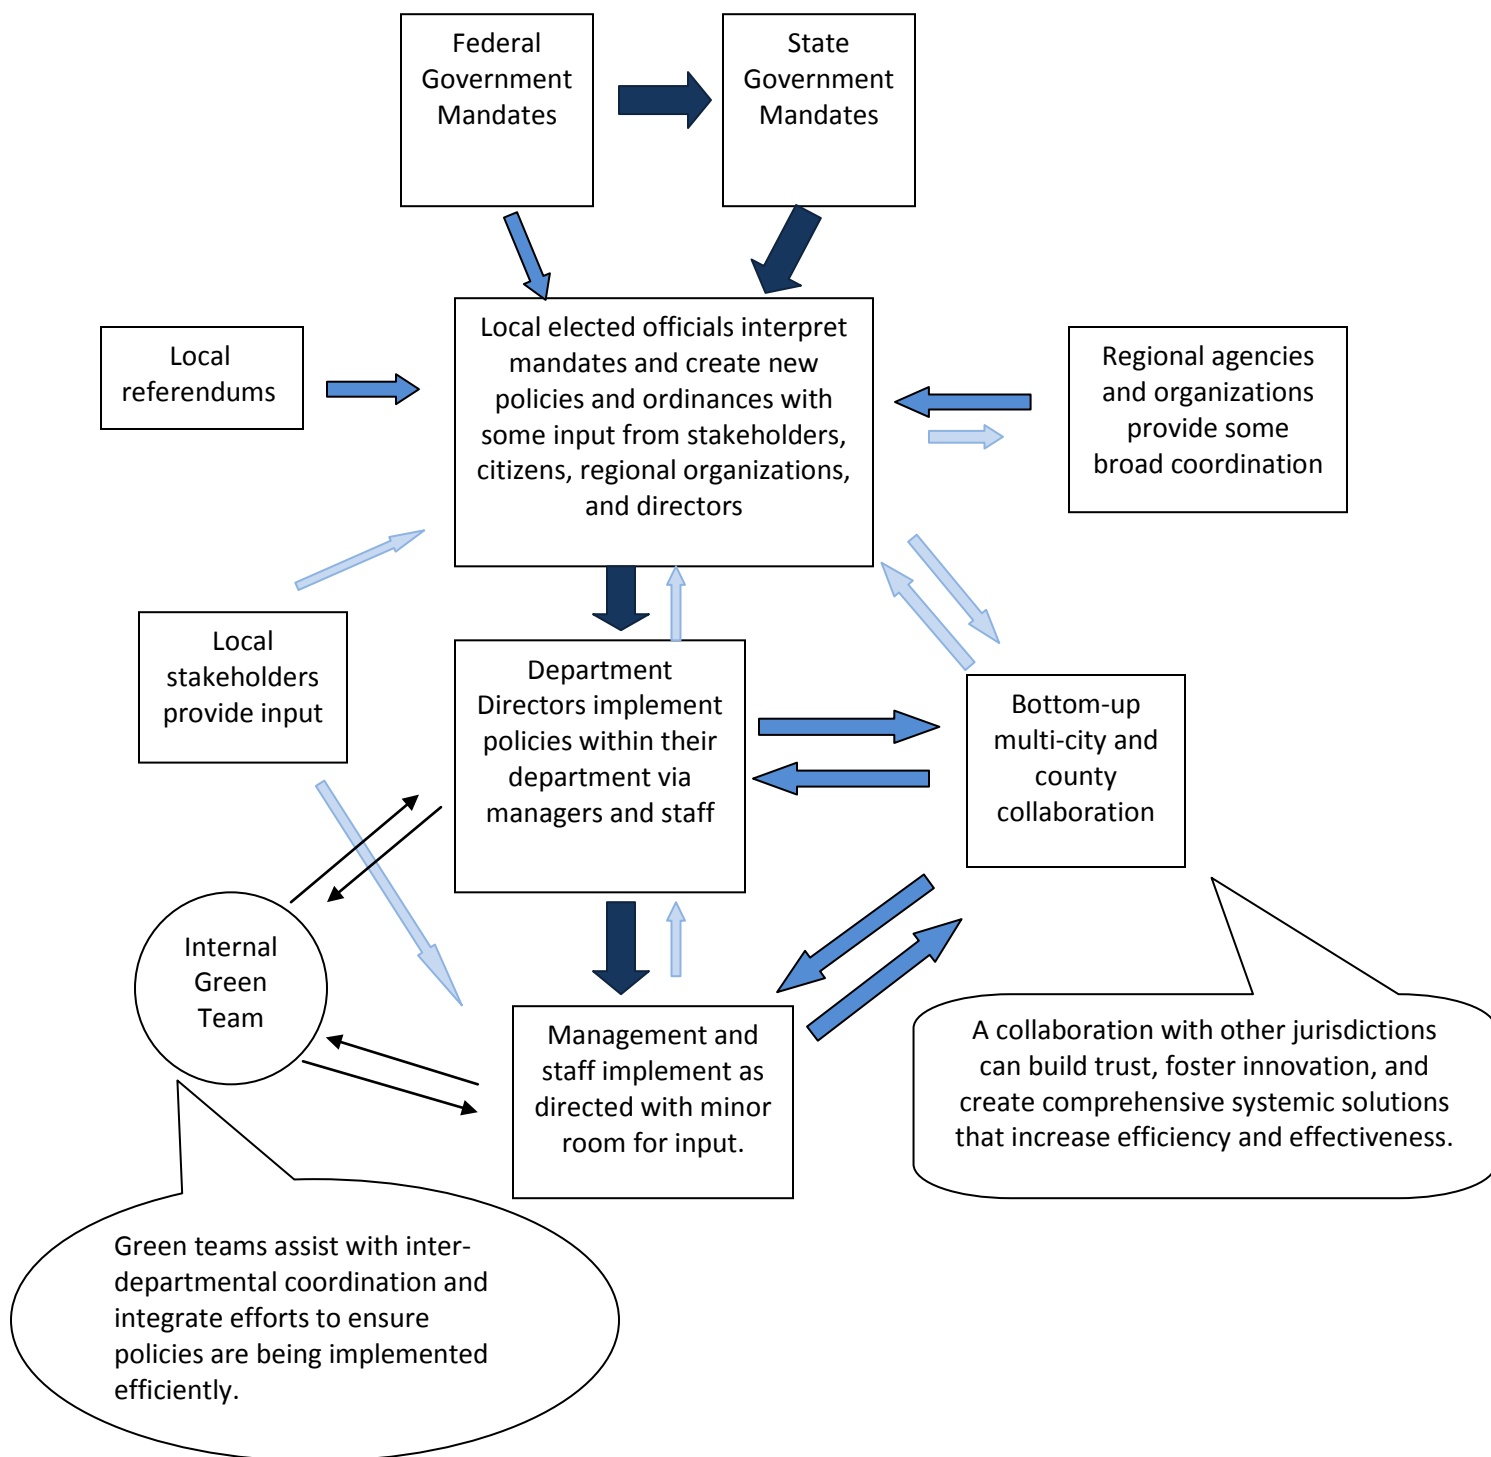 Federal
Government
Mandates
State
Government
Mandates
Local
referendums
Local elected officials interpret
mandates and create new
policies and ordinances with
some input from stakeholders,
citizens, regional organizations,
and directors
Regional agencies
and organizations
provide some
broad coordination
Local
stakeholders
provide input
Department
Directors implement
policies within their
department via
managers and staff
Bottom-up
multi-city and
county
collaboration
Internal
Green
Team
Management and
staff implement as
directed with minor
room for input.
A collaboration with other jurisdictions
can build trust, foster innovation, and
create comprehensive systemic solutions
that increase efficiency and effectiveness.
Green teams assist with inter-
departmental coordination and
integrate efforts to ensure
policies are being implemented
efficiently.